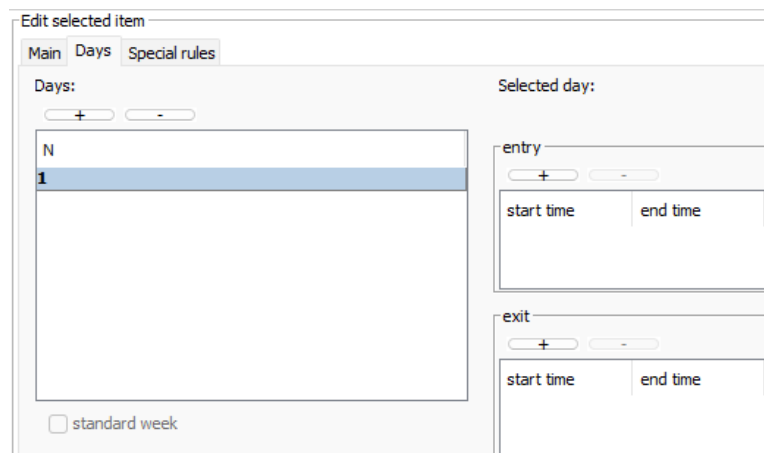 Edit selected item
Main Days Special rules
Days:
+ -
N
1
standard week
Selected day:
entry
+ -
start time end time
exit
+ -
start time end time